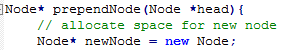 Node* prependNode(Node *head){
// allocate space for new node
Node* newNode = new Node;